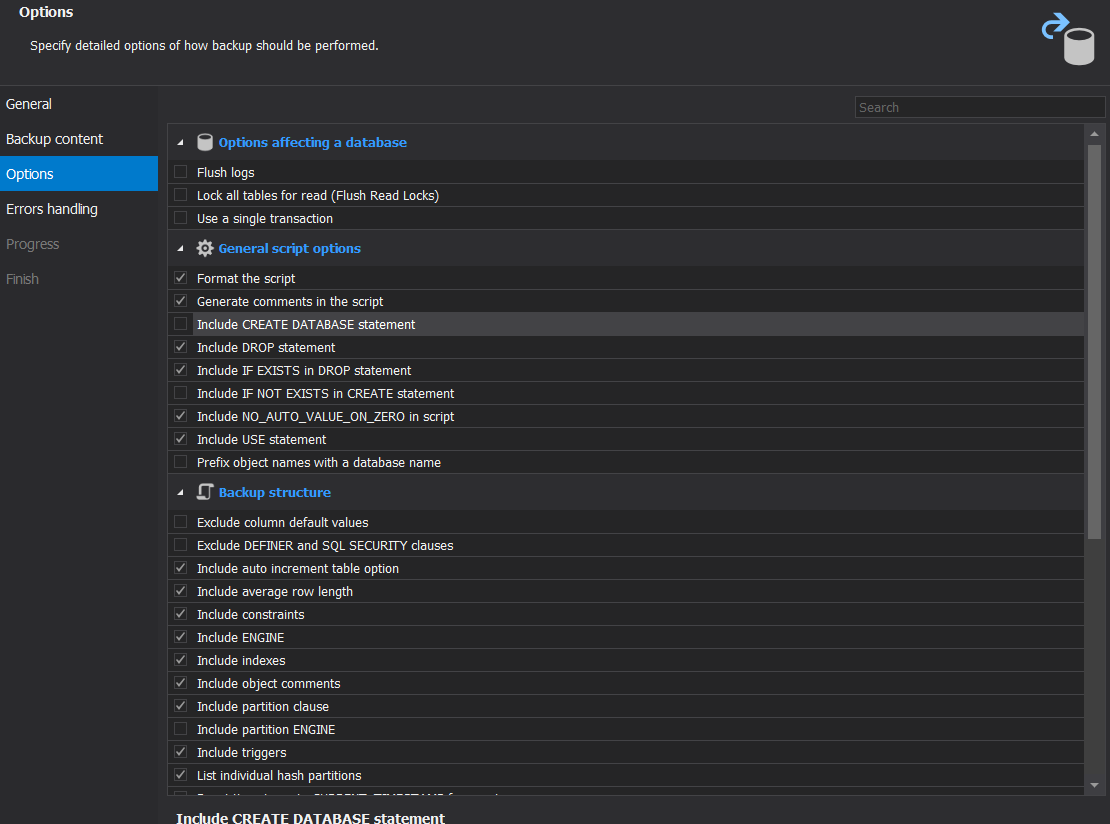 Options
Specify detailed options of how backup should be performed.
General
Backup content
Options
Errors handling
Progress
Finish
Search
Options affecting a database
Flush logs
Lock all tables for read (Flush Read Locks)
Use a single transaction
General script options
Format the script
Generate comments in the script
Include CREATE DATABASE statement
Include DROP statement
Include IF EXISTS in DROP statement
Include IF NOT EXISTS in CREATE statement
Include NO_AUTO_VALUE_ON_ZERO in script
Include USE statement
Prefix object names with a database name
Backup structure
Exclude column default values
Exclude DEFINER and SQL SECURITY clauses
Include auto increment table option
Include average row length
Include constraints
Include ENGINE
Include indexes
Include object comments
Include partition clause
Include partition ENGINE
Include triggers
List individual hash partitions
Include CREATE DATABASE statement